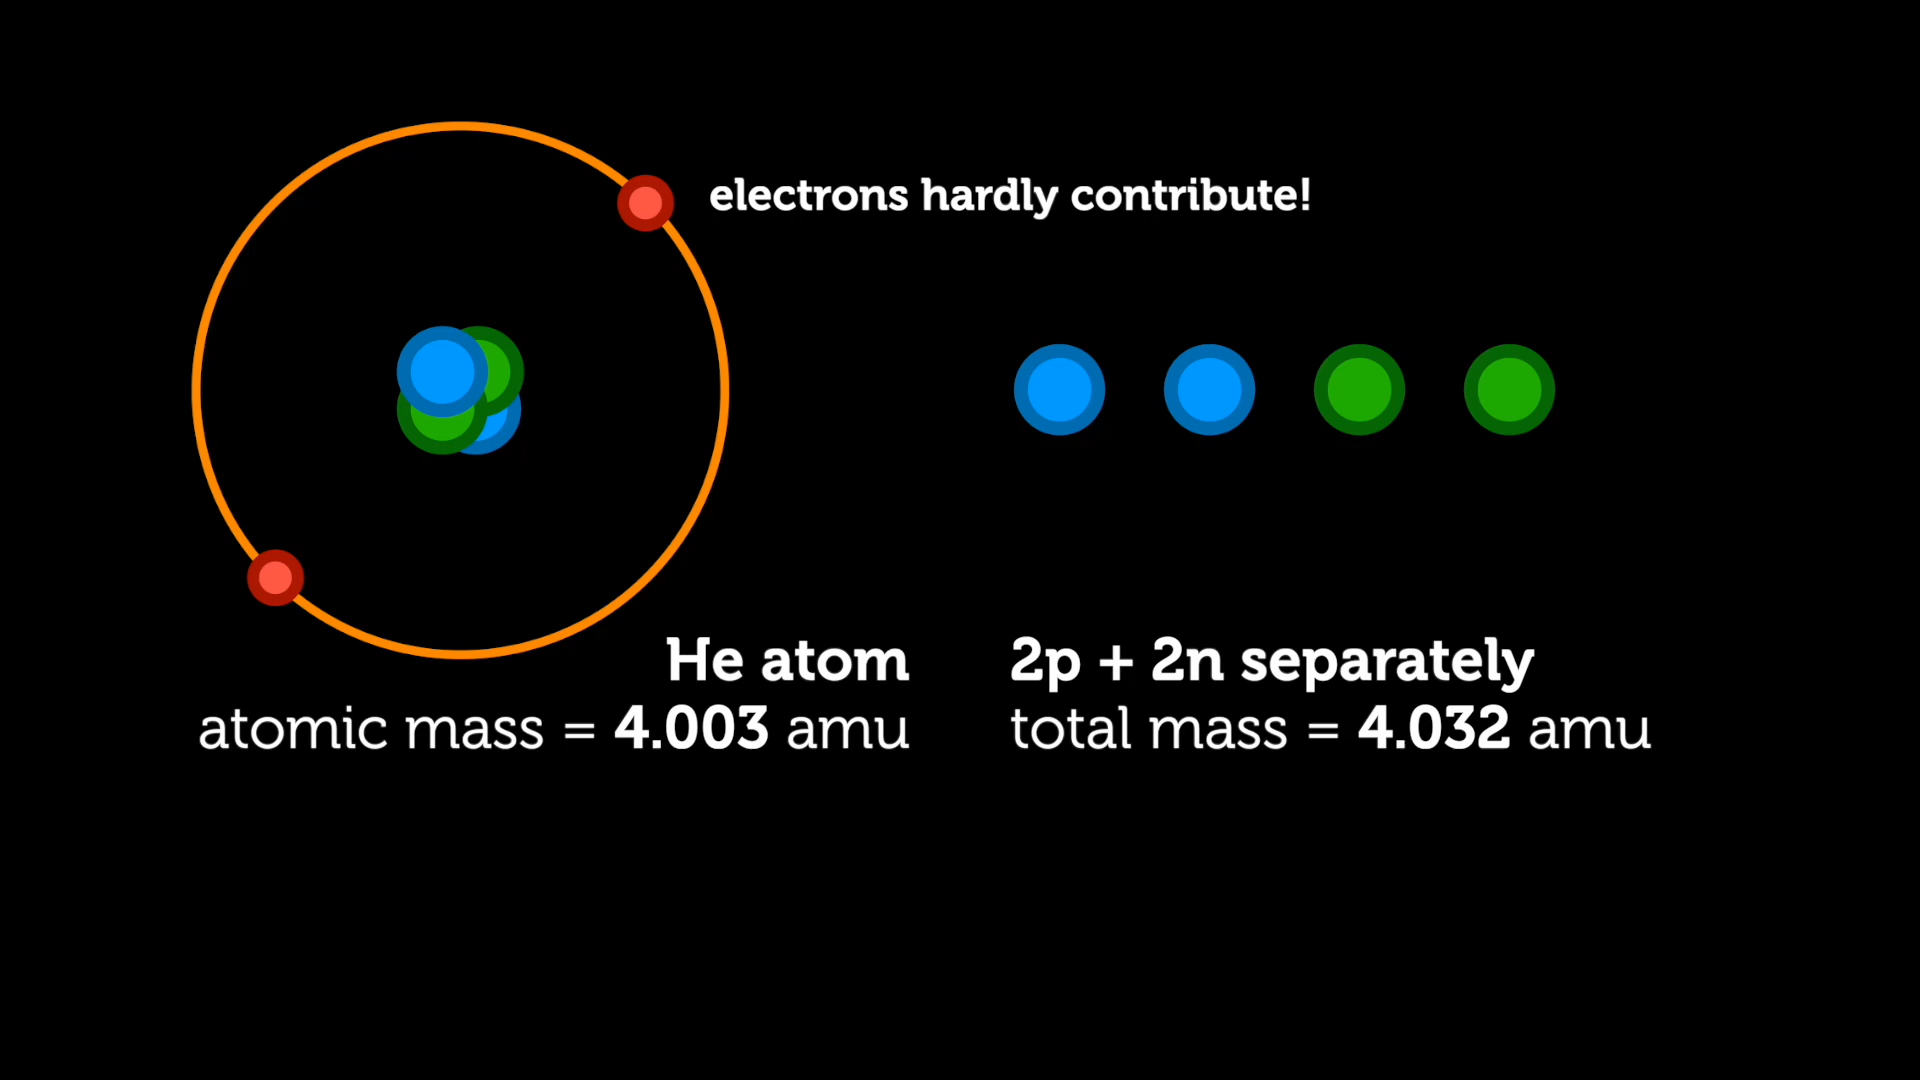 electrons hardly contribute!
He atom
atomic mass = 4.003 amu
2p + 2n separately
total mass = 4.032 amu